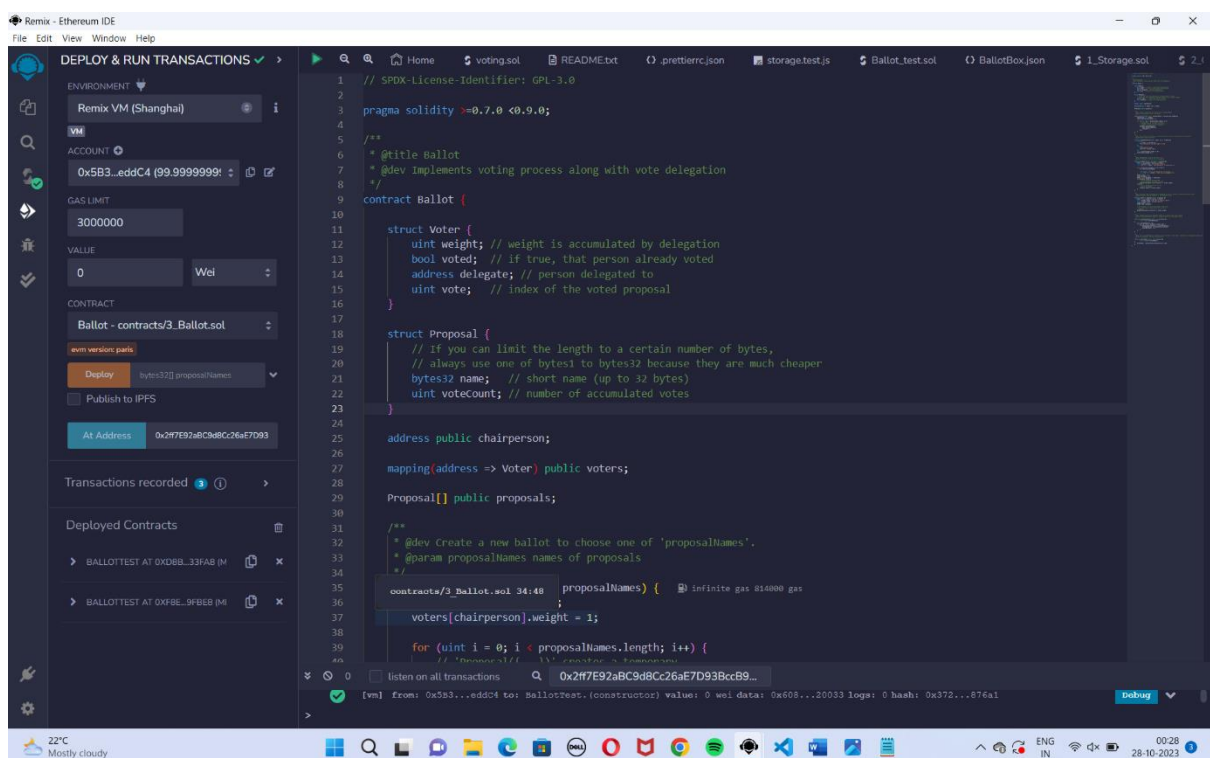 Remix - Ethereum IDE
File Edit View Window Help
DEPLOY & RUN TRANSACTIONS
ENVIRONMENT
Remix VM (Shanghai)
VM
ACCOUNT
0x5B3...eddC4 (99.9999999
GAS LIMIT
3000000
VALUE
0 Wei
CONTRACT
Ballot - contracts/3_Ballot.sol
evm version: paris
Deploy bytes32[] proposalNames
Publish to IPFS
At Address 0x2ff7E92aBC9d8Cc26aE7D93
Transactions recorded 3 i
Deployed Contracts
BALLOTTEST AT 0XD8B...33FA8 (M
BALLOTTEST AT 0XF8E...9FBE8 (M
Home voting.sol README.txt .prettierrc.json storage.test.js Ballot_test.sol BallotBox.json 1_Storage.sol
1 // SPDX-License-Identifier: GPL-3.0
2
3 pragma solidity >=0.7.0 <0.9.0;
4
5 /**
6 * @title Ballot
7 * @dev Implements voting process along with vote delegation
8 */
9 contract Ballot {
10
11 struct Voter {
12 uint weight; // weight is accumulated by delegation
13 bool voted; // if true, that person already voted
14 address delegate; // person delegated to
15 uint vote; // index of the voted proposal
16 }
17
18 struct Proposal {
19 // If you can limit the length to a certain number of bytes,
20 // always use one of bytes1 to bytes32 because they are much cheaper
21 bytes32 name; // short name (up to 32 bytes)
22 uint voteCount; // number of accumulated votes
23 }
24
25 address public chairperson;
26
27 mapping(address => Voter) public voters;
28
29 Proposal[] public proposals;
30
31 /**
32 * @dev Create a new ballot to choose one of 'proposalNames'.
33 * @param proposalNames names of proposals
34 */
35 contracts/3_Ballot.sol 34:48 proposalNames) { infinite gas 814000 gas
36 ;
37 voters[chairperson].weight = 1;
38
39 for (uint i = 0; i < proposalNames.length; i++) {
0 listen on all transactions 0x2ff7E92aBC9d8Cc26aE7D93BccB9...
[vm] from: 0x5B3...eddC4 to: BallotTest.(constructor) value: 0 wei data: 0x608...20033 logs: 0 hash: 0x372...876a1 Debug
>
22°C
Mostly cloudy
DELL
ENG
IN
00:28
28-10-2023
3